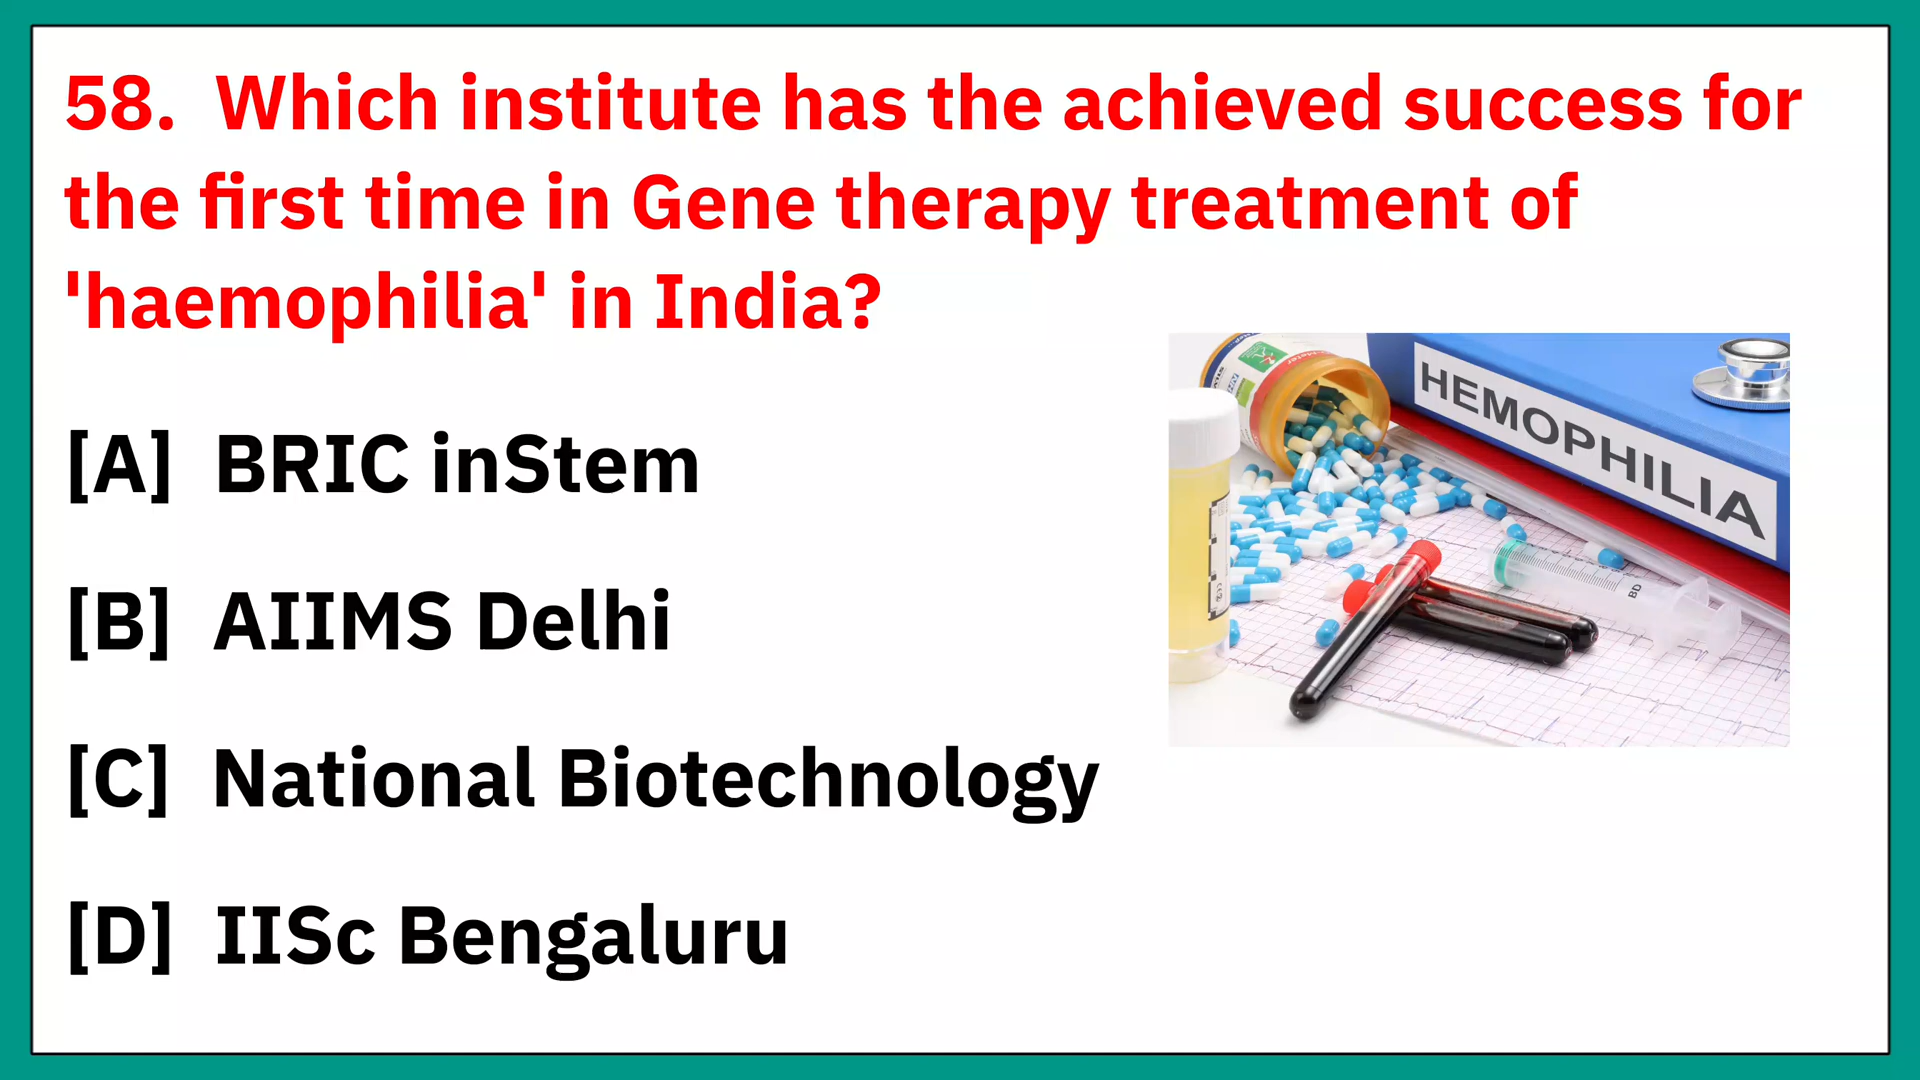 58. Which institute has the achieved success for
the first time in Gene therapy treatment of
'haemophilia' in India?
[A] BRIC inStem
[B] AIIMS Delhi
[C] National Biotechnology
[D] IISc Bengaluru
HEMOPHILIA
BD